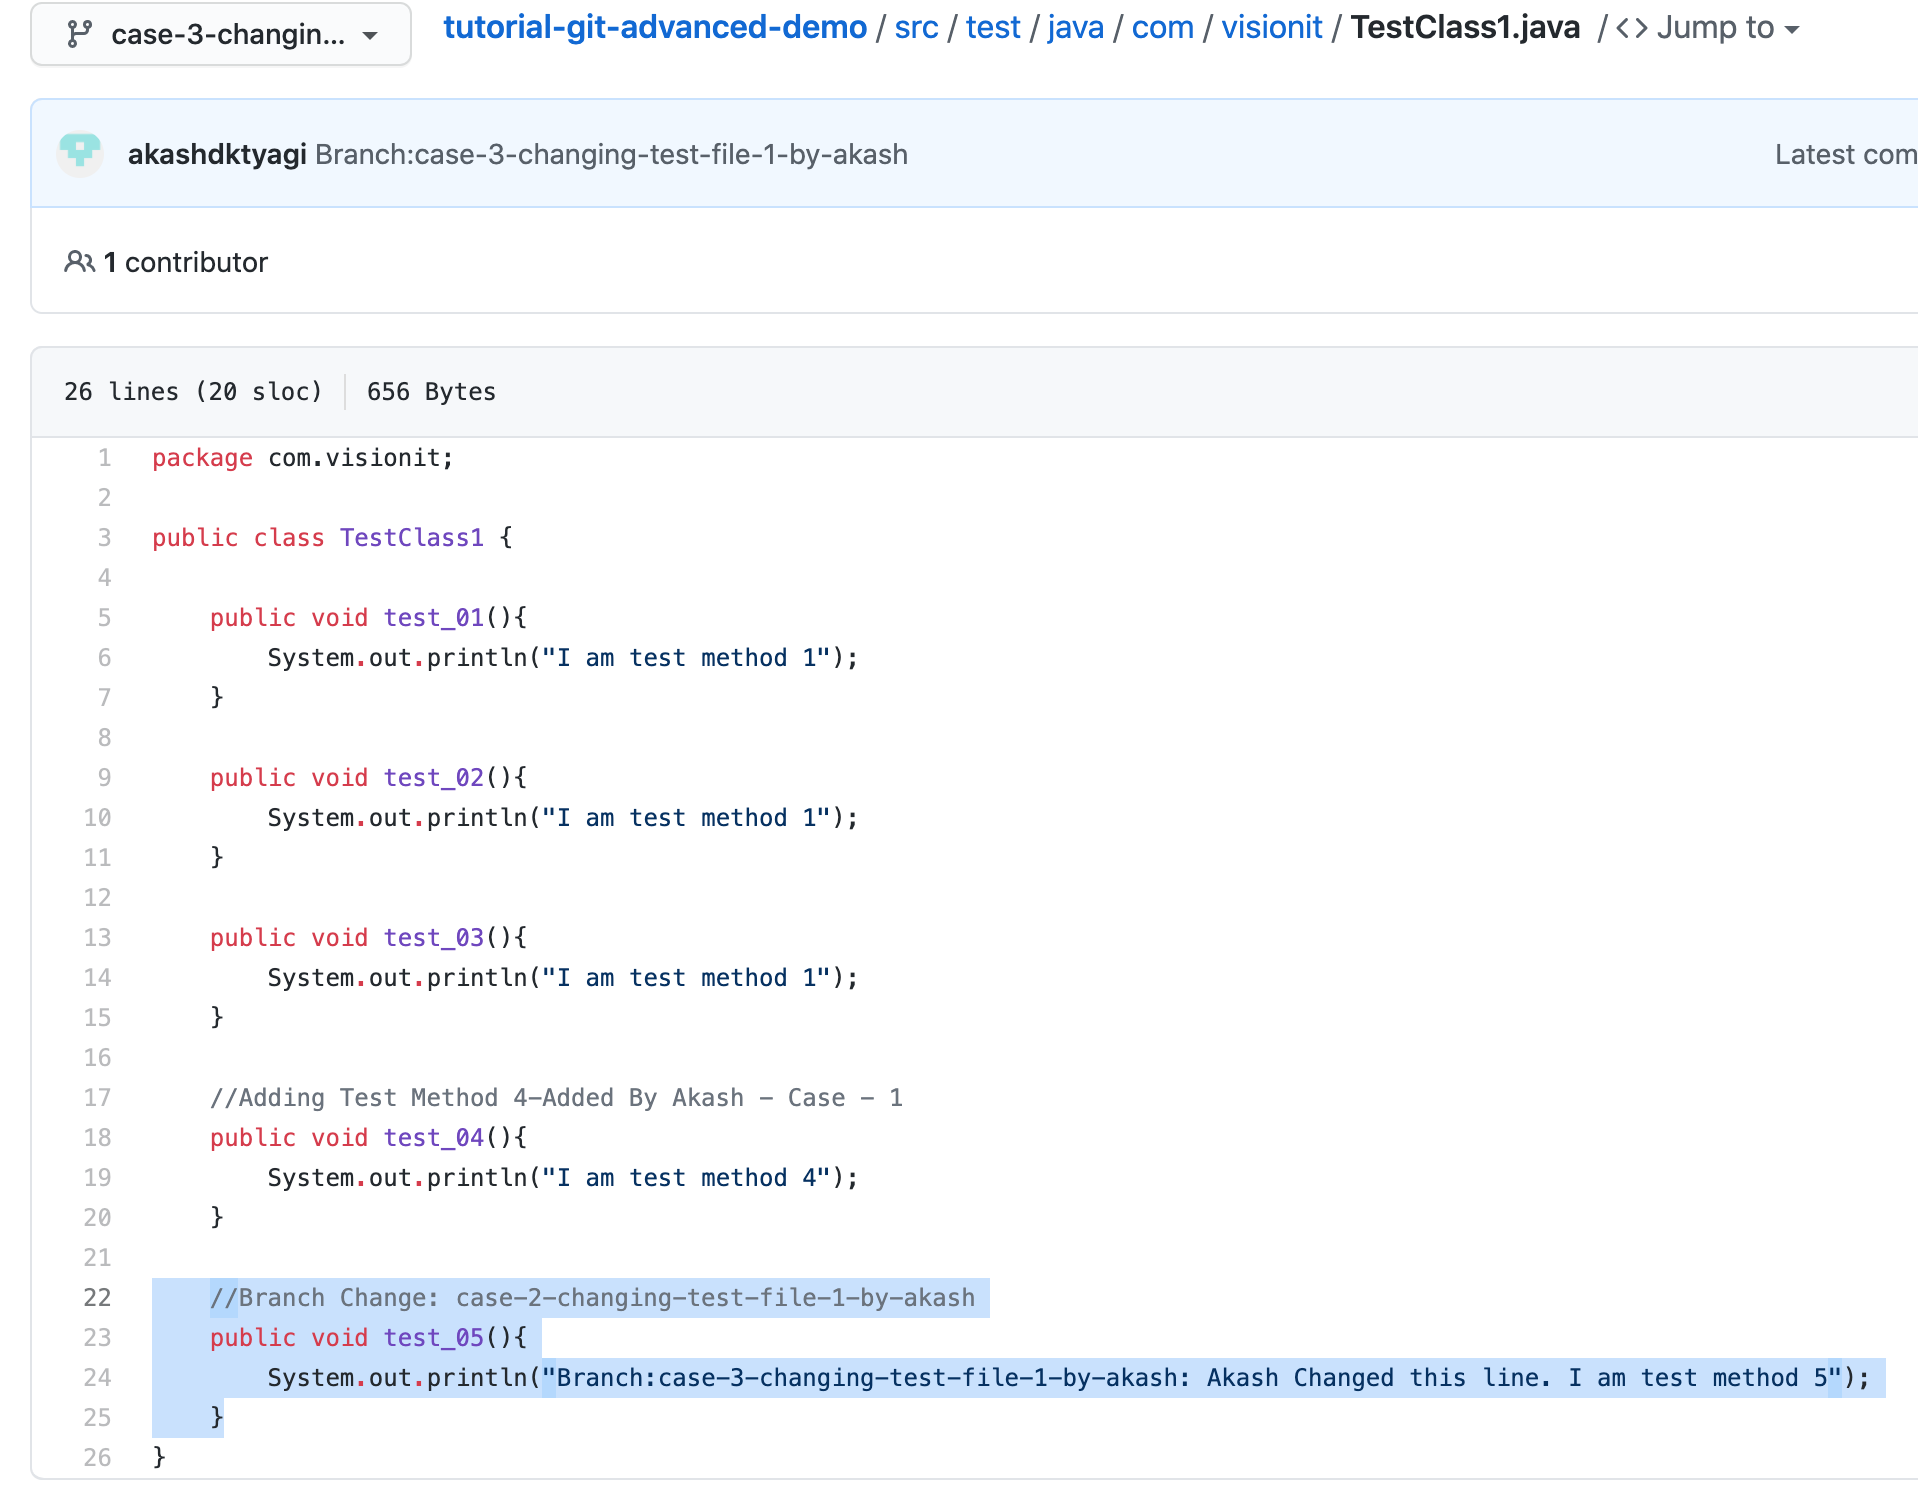 case-3-changin...
tutorial-git-advanced-demo / src / test / java / com / visionit / TestClass1.java / <> Jump to
akashdktyagi Branch:case-3-changing-test-file-1-by-akash Latest com
1 contributor
26 lines (20 sloc) 656 Bytes
1 package com.visionit;
2
3 public class TestClass1 {
4
5     public void test_01(){
6         System.out.println("I am test method 1");
7     }
8
9     public void test_02(){
10         System.out.println("I am test method 1");
11     }
12
13     public void test_03(){
14         System.out.println("I am test method 1");
15     }
16
17     //Adding Test Method 4-Added By Akash - Case - 1
18     public void test_04(){
19         System.out.println("I am test method 4");
20     }
21
22     //Branch Change: case-2-changing-test-file-1-by-akash
23     public void test_05(){
24         System.out.println("Branch:case-3-changing-test-file-1-by-akash: Akash Changed this line. I am test method 5");
25     }
26 }